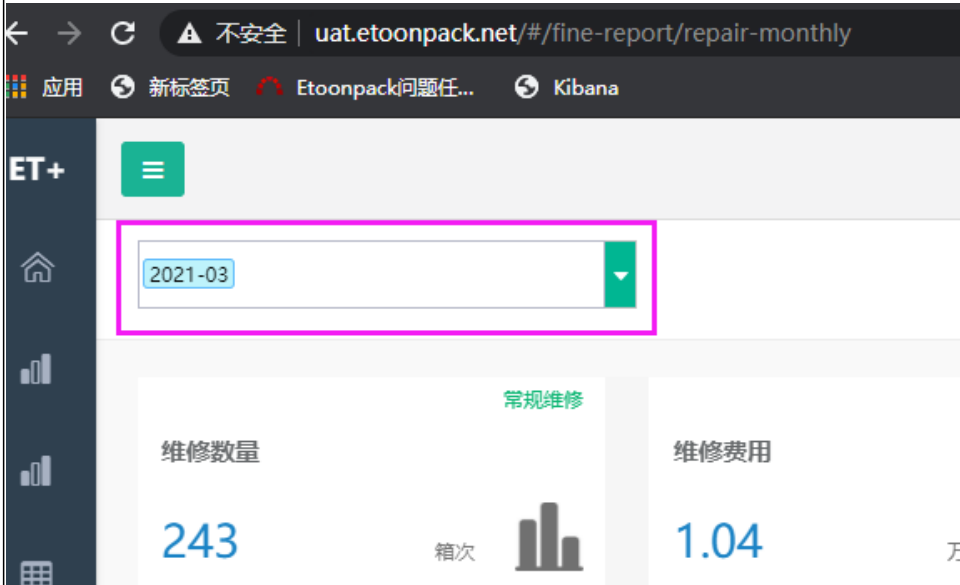 不安全 uat.etoonpack.net/#/fine-report/repair-monthly
应用 新标签页 Etoonpack问题任... Kibana
ET+
2021-03
常规维修
维修数量 维修费用
243 箱次 1.04